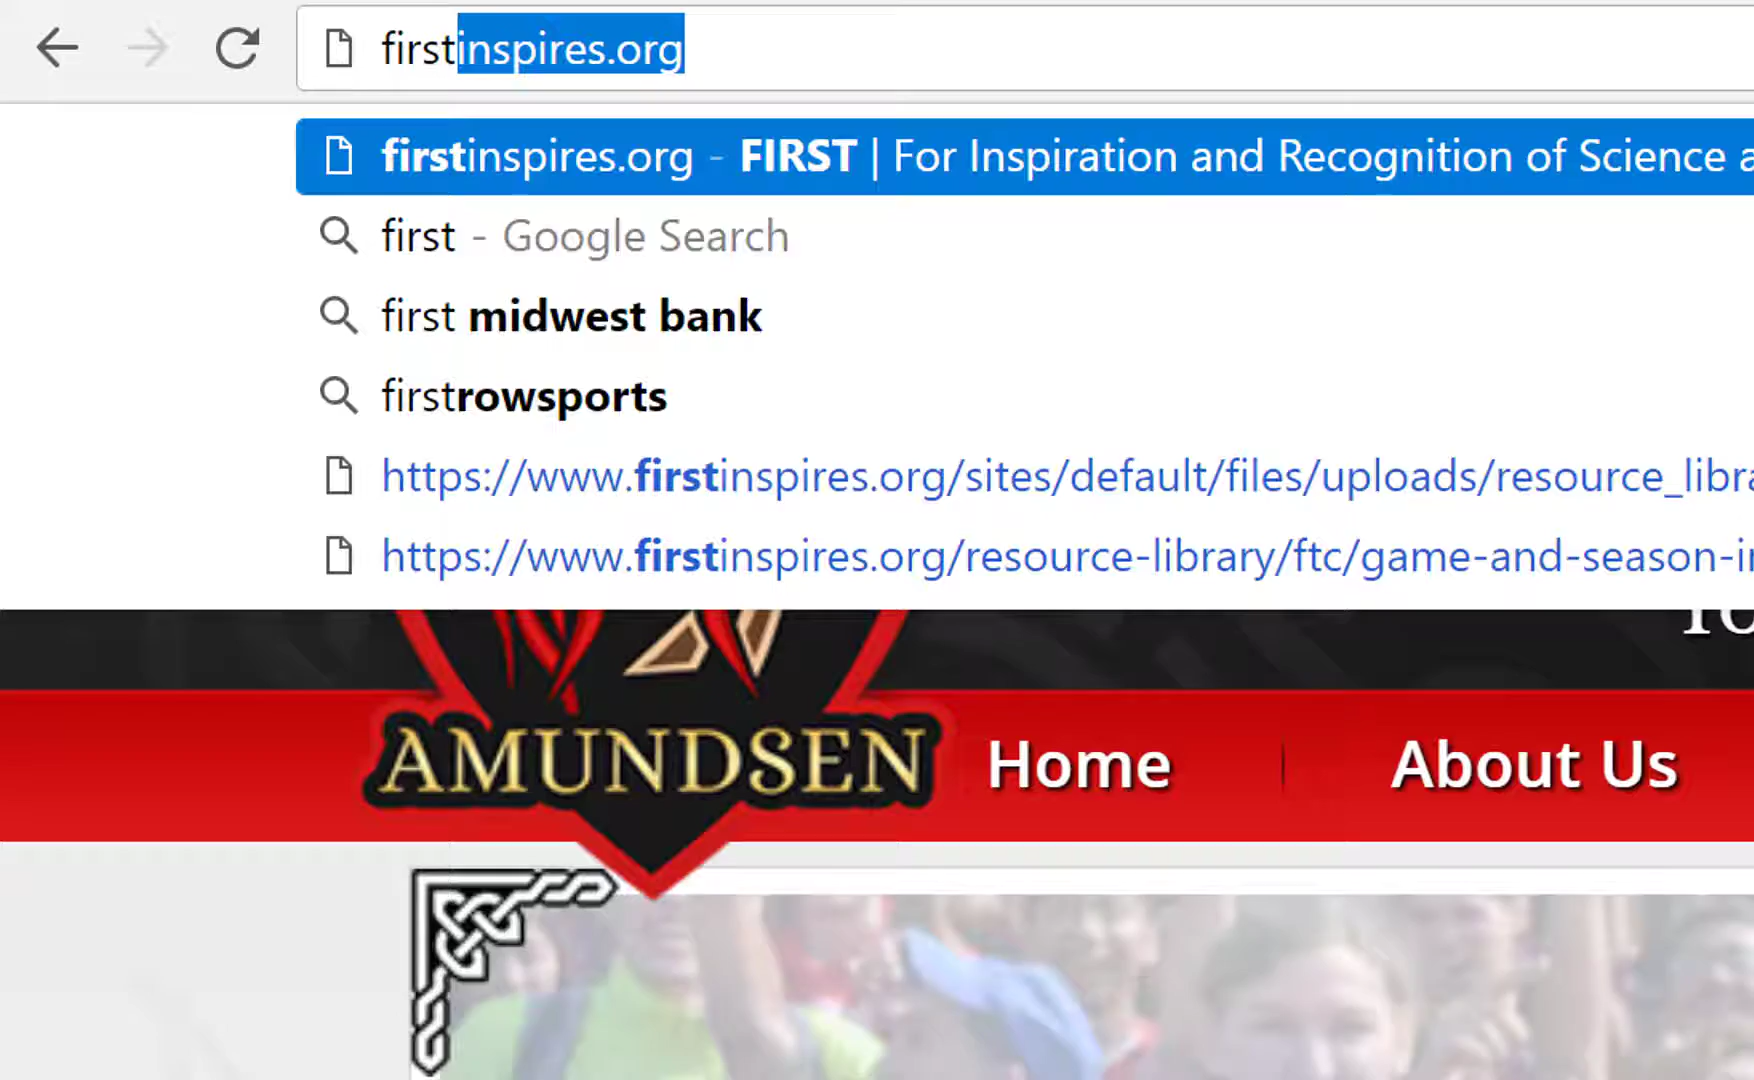 firstinspires.org
firstinspires.org - FIRST | For Inspiration and Recognition of Science a
first - Google Search
first midwest bank
firstrowsports
https://www.firstinspires.org/sites/default/files/uploads/resource_libra
https://www.firstinspires.org/resource-library/ftc/game-and-season-in
AMUNDSEN
Home
About Us